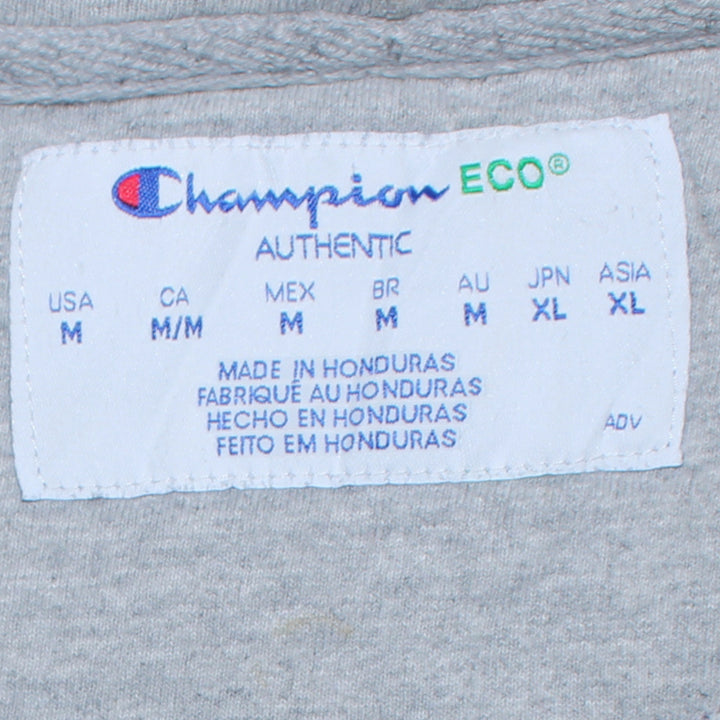 Champion ECO®
AUTHENTIC
USA CA MEX BR AU JPN ASIA
M M/M M M M XL XL
MADE IN HONDURAS
FABRIQUÉ AU HONDURAS
HECHO EN HONDURAS
FEITO EM HONDURAS
ADV